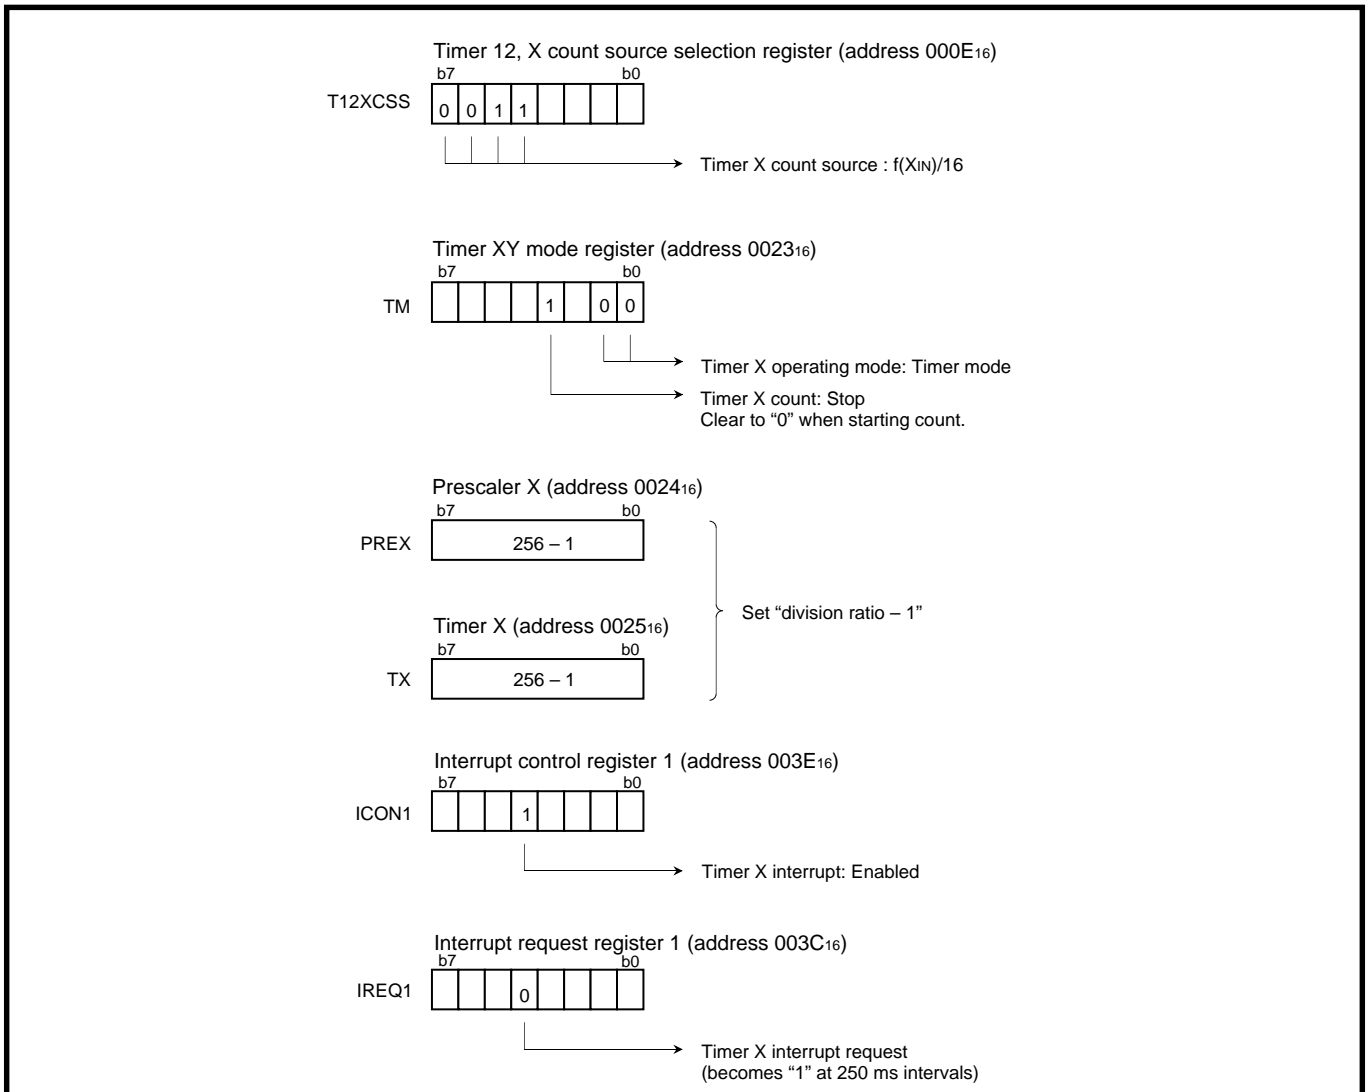 Timer 12, X count source selection register (address 000E16)
b7 b0
T12XCSS 0 0 1 1
Timer X count source : f(XIN)/16
Timer XY mode register (address 002316)
b7 b0
TM 1 0 0
Timer X operating mode: Timer mode
Timer X count: Stop
Clear to “0” when starting count.
Prescaler X (address 002416)
b7 b0
PREX 256 – 1
Set “division ratio – 1”
Timer X (address 002516)
b7 b0
TX 256 – 1
Interrupt control register 1 (address 003E16)
b7 b0
ICON1 1
Timer X interrupt: Enabled
Interrupt request register 1 (address 003C16)
b7 b0
IREQ1 0
Timer X interrupt request
(becomes “1” at 250 ms intervals)